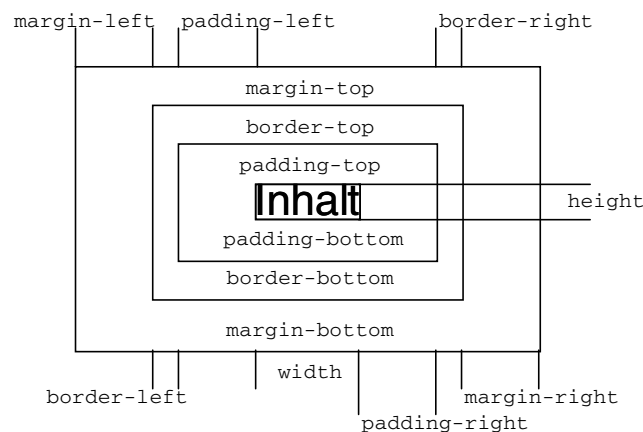 margin-left padding-left border-right
margin-top
border-top
padding-top
Inhalt
height
padding-bottom
border-bottom
margin-bottom
width
border-left margin-right
padding-right